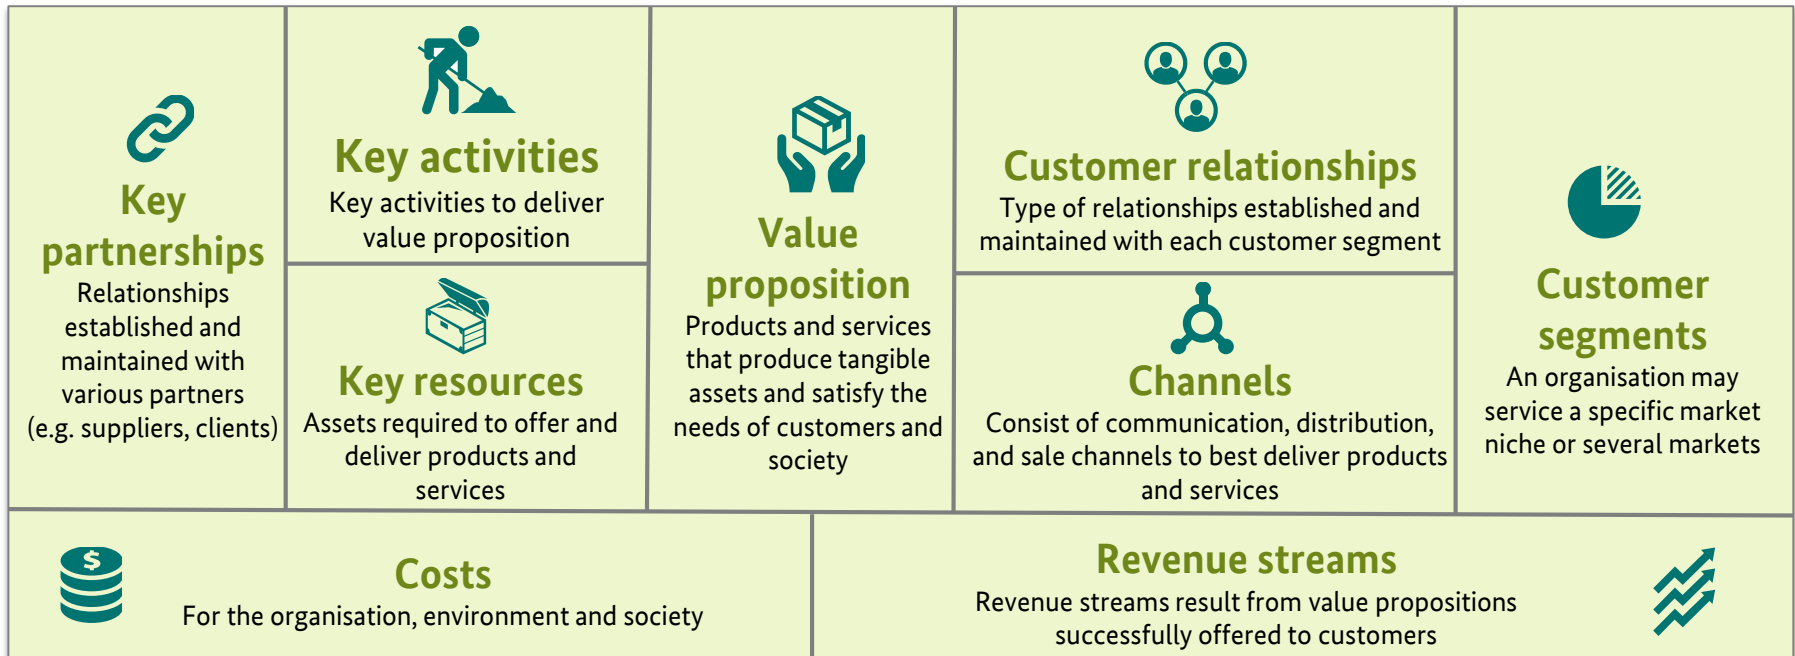 Key
partnerships
Relationships
established and
maintained with
various partners
(e.g. suppliers, clients)
Key activities
Key activities to deliver
value proposition
Key resources
Assets required to offer and
deliver products and
services
Value
proposition
Products and services
that produce tangible
assets and satisfy the
needs of customers and
society
Customer relationships
Type of relationships established and
maintained with each customer segment
Channels
Consist of communication, distribution,
and sale channels to best deliver products
and services
Customer
segments
An organisation may
service a specific market
niche or several markets
$
Costs
For the organisation, environment and society
Revenue streams
Revenue streams result from value propositions
successfully offered to customers